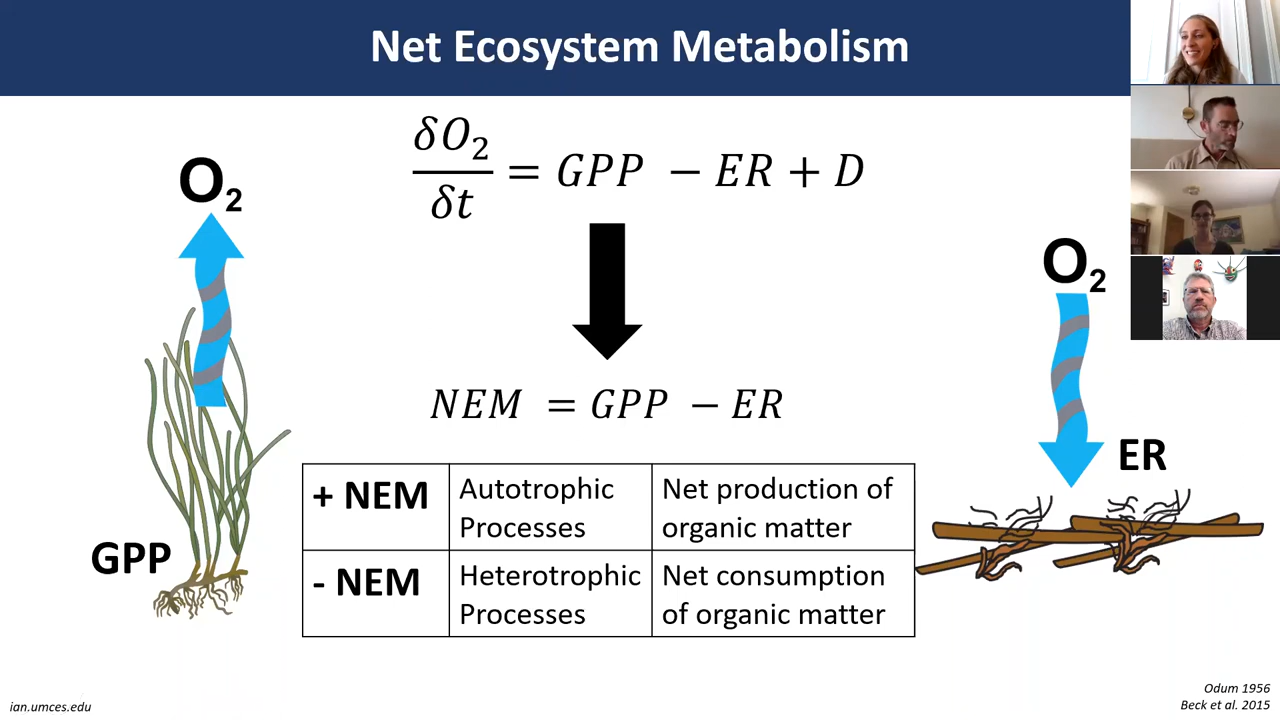 Net Ecosystem Metabolism
δO₂
δt
= GPP − ER + D
O₂
O₂
NEM = GPP − ER
ER
GPP
+ NEM
Autotrophic
Processes
Net production of
organic matter
- NEM
Heterotrophic
Processes
Net consumption
of organic matter
ian.umces.edu
Odum 1956
Beck et al. 2015